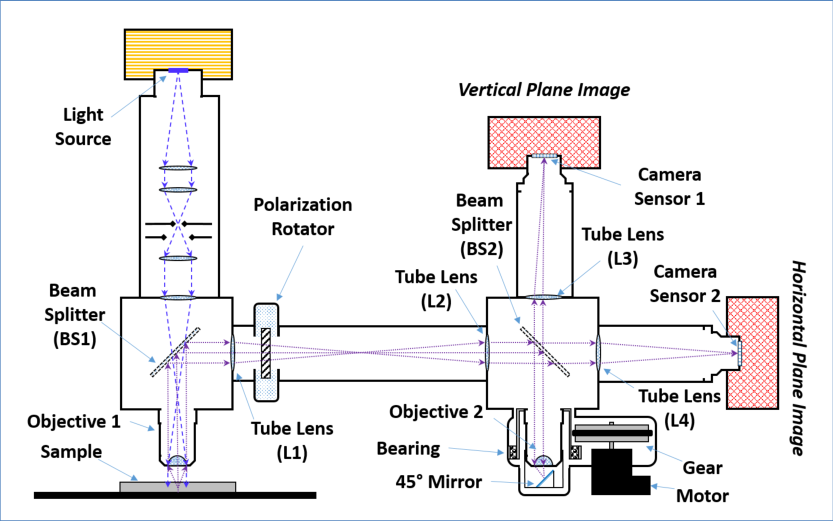 Vertical Plane Image
Light
Source
Camera
Sensor 1
Polarization
Rotator
Beam
Splitter
(BS2)
Tube Lens
(L3)
Tube Lens
(L2)
Camera
Sensor 2
Horizontal Plane Image
Beam
Splitter
(BS1)
Objective 1
Tube Lens
(L1)
Sample
Objective 2
Tube Lens
(L4)
Bearing
45° Mirror
Gear
Motor